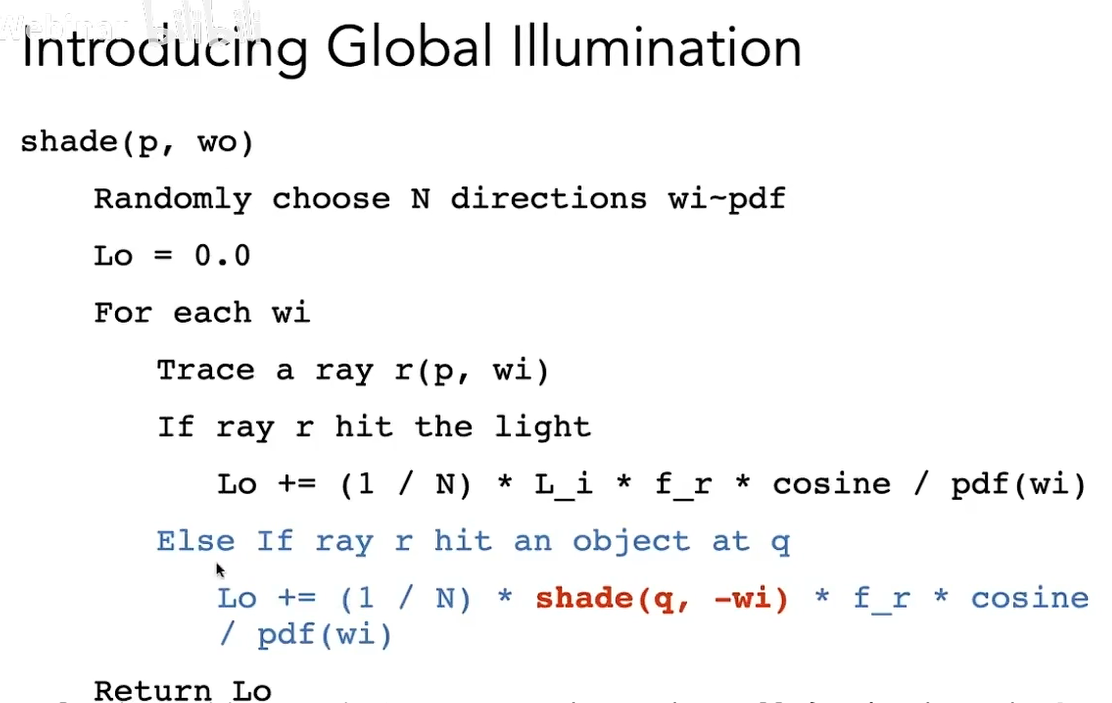 Webinar bilibili
Introducing Global Illumination
shade(p, wo)
Randomly choose N directions wi~pdf
Lo = 0.0
For each wi
Trace a ray r(p, wi)
If ray r hit the light
Lo += (1 / N) * L_i * f_r * cosine / pdf(wi)
Else If ray r hit an object at q
Lo += (1 / N) * shade(q, -wi) * f_r * cosine
/ pdf(wi)
Return Lo